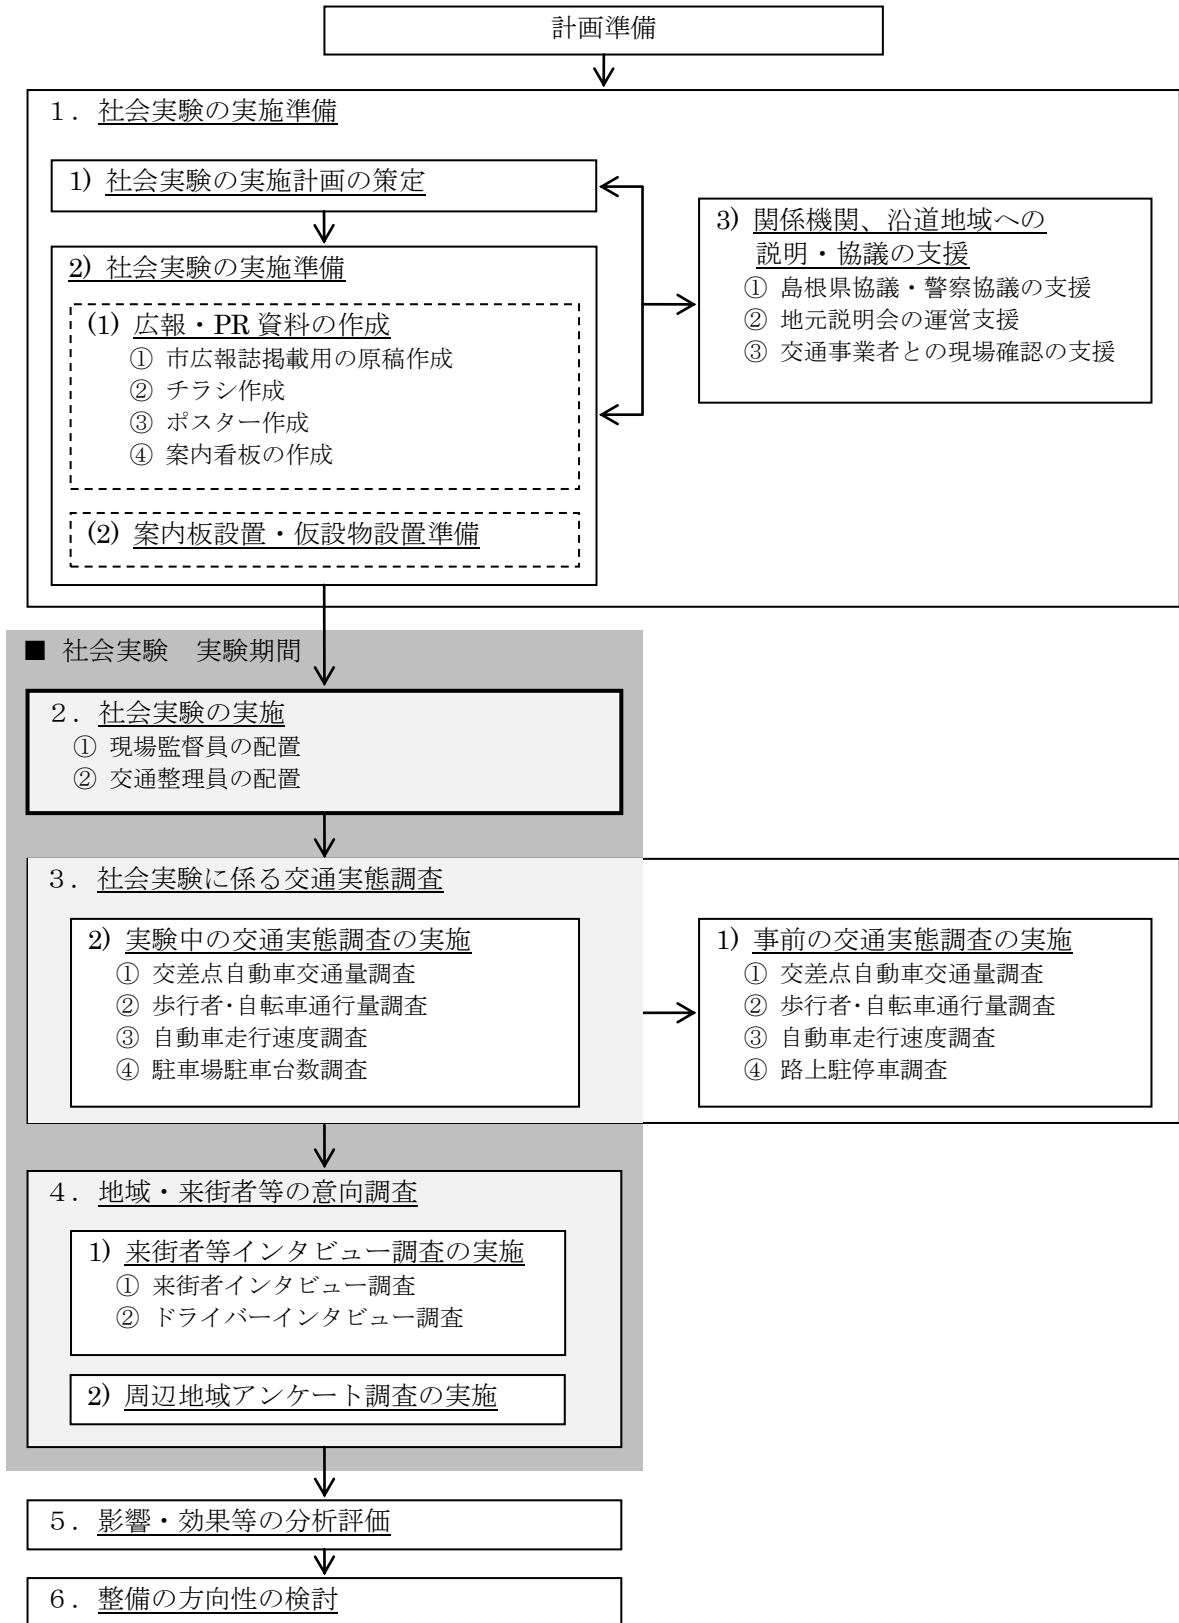 計画準備
１．社会実験の実施準備
1) 社会実験の実施計画の策定
2) 社会実験の実施準備
(1) 広報・PR 資料の作成
① 市広報誌掲載用の原稿作成
② チラシ作成
③ ポスター作成
④ 案内看板の作成
(2) 案内板設置・仮設物設置準備
3) 関係機関、沿道地域への
説明・協議の支援
① 島根県協議・警察協議の支援
② 地元説明会の運営支援
③ 交通事業者との現場確認の支援
■ 社会実験　実験期間
２．社会実験の実施
① 現場監督員の配置
② 交通整理員の配置
３．社会実験に係る交通実態調査
2) 実験中の交通実態調査の実施
① 交差点自動車交通量調査
② 歩行者･自転車通行量調査
③ 自動車走行速度調査
④ 駐車場駐車台数調査
1) 事前の交通実態調査の実施
① 交差点自動車交通量調査
② 歩行者･自転車通行量調査
③ 自動車走行速度調査
④ 路上駐停車調査
４．地域・来街者等の意向調査
1) 来街者等インタビュー調査の実施
① 来街者インタビュー調査
② ドライバーインタビュー調査
2) 周辺地域アンケート調査の実施
５．影響・効果等の分析評価
６．整備の方向性の検討